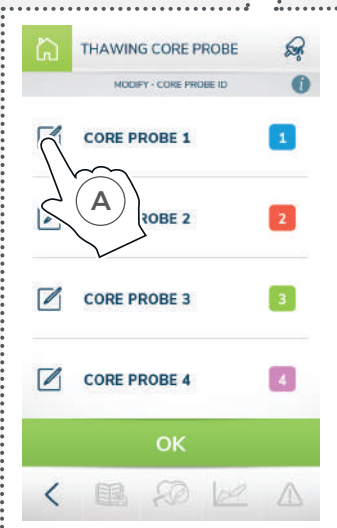 THAWING CORE PROBE
MODIFY - CORE PROBE ID
i
CORE PROBE 1 1
A
PROBE 2 2
CORE PROBE 3 3
CORE PROBE 4 4
OK